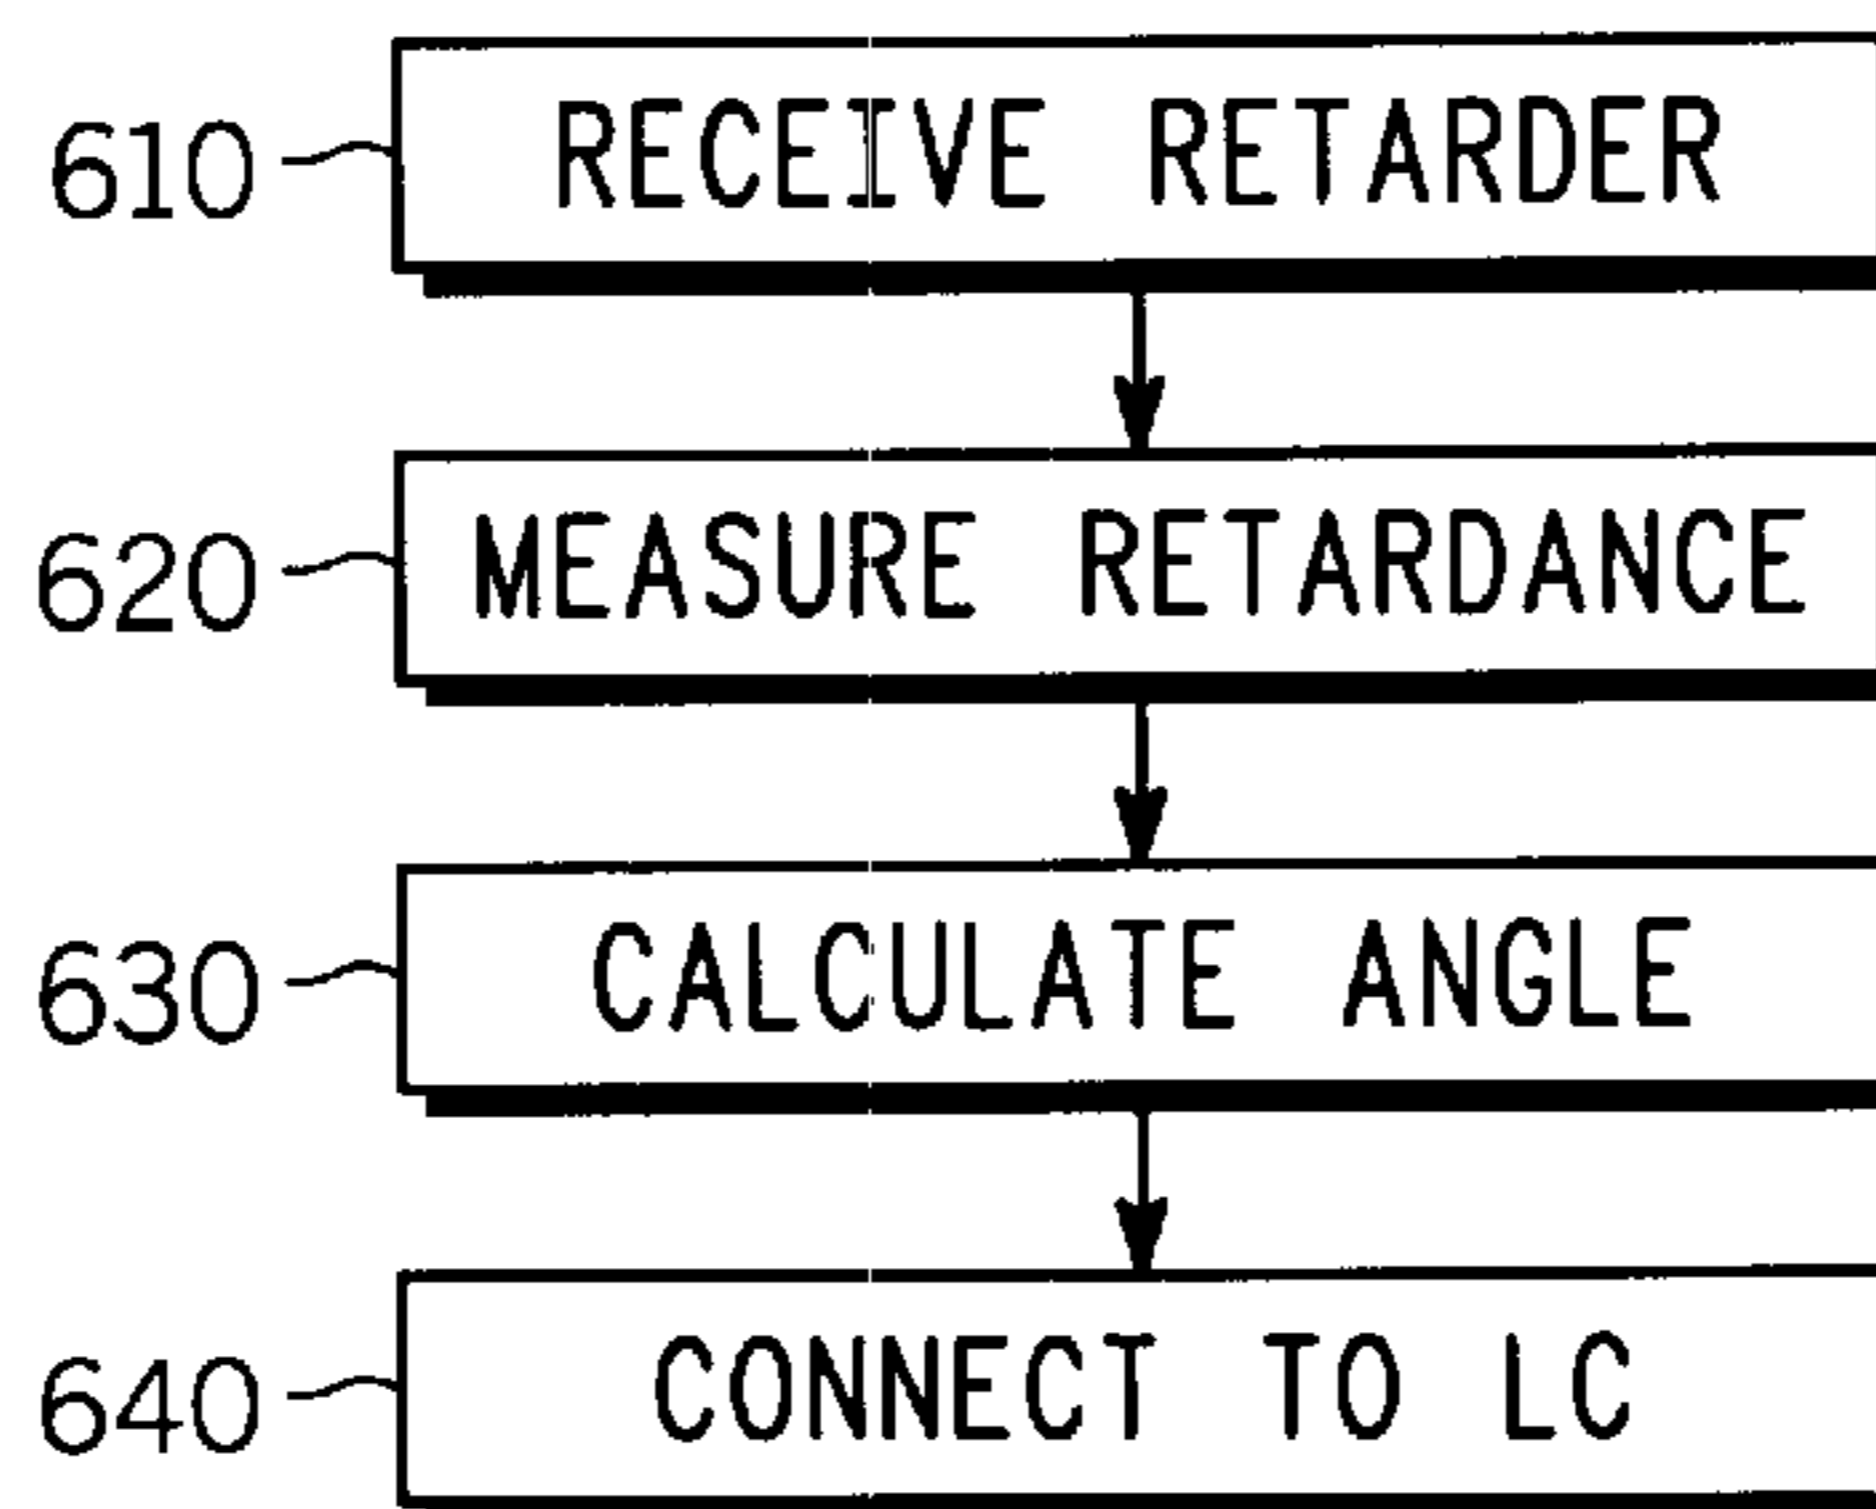 610 RECEIVE RETARDER
620 MEASURE RETARDANCE
630 CALCULATE ANGLE
640 CONNECT TO LC